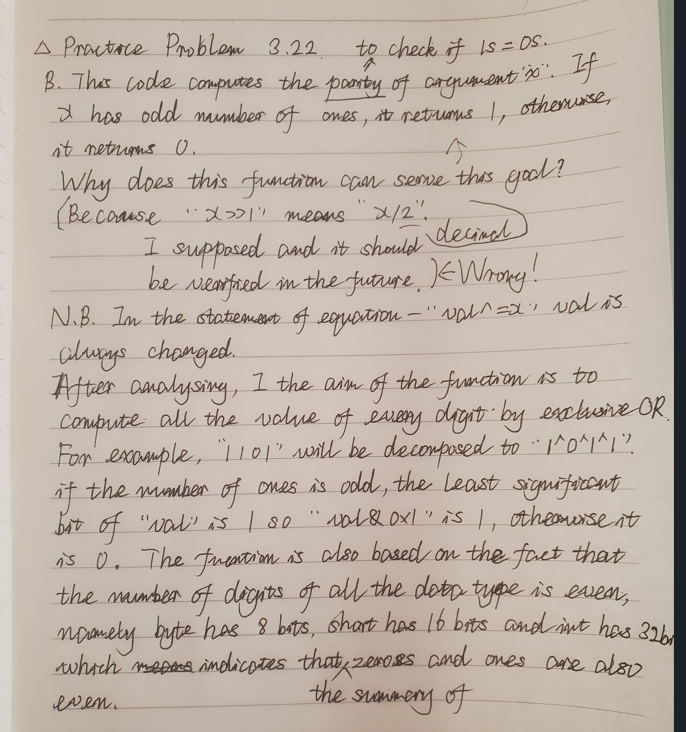 △ Practice Problem 3.22 to check if 1s = 0s.
B. This code computes the parity of argument "x". If
x has odd number of ones, it returns 1, otherwise,
it returns 0.
Why does this function can serve this goal?
(Because "x>>1" means "x/2".
decimal
I supposed and it should
be verified in the future.) ← Wrong!
N.B. In the statement of equation - "val^=x", val is
always changed.
After analysing, I the aim of the function is to
compute all the value of every digit by exclusive OR.
For example, "1101" will be decomposed to "1^0^1^1".
if the number of ones is odd, the least significant
bit of "val" is 1 so "val & 0x1" is 1, otherwise it
is 0. The function is also based on the fact that
the number of digits of all the data type is even,
namely byte has 8 bits, short has 16 bits and int has 32bi
which means indicates that zeroes and ones are also
even. the summery of